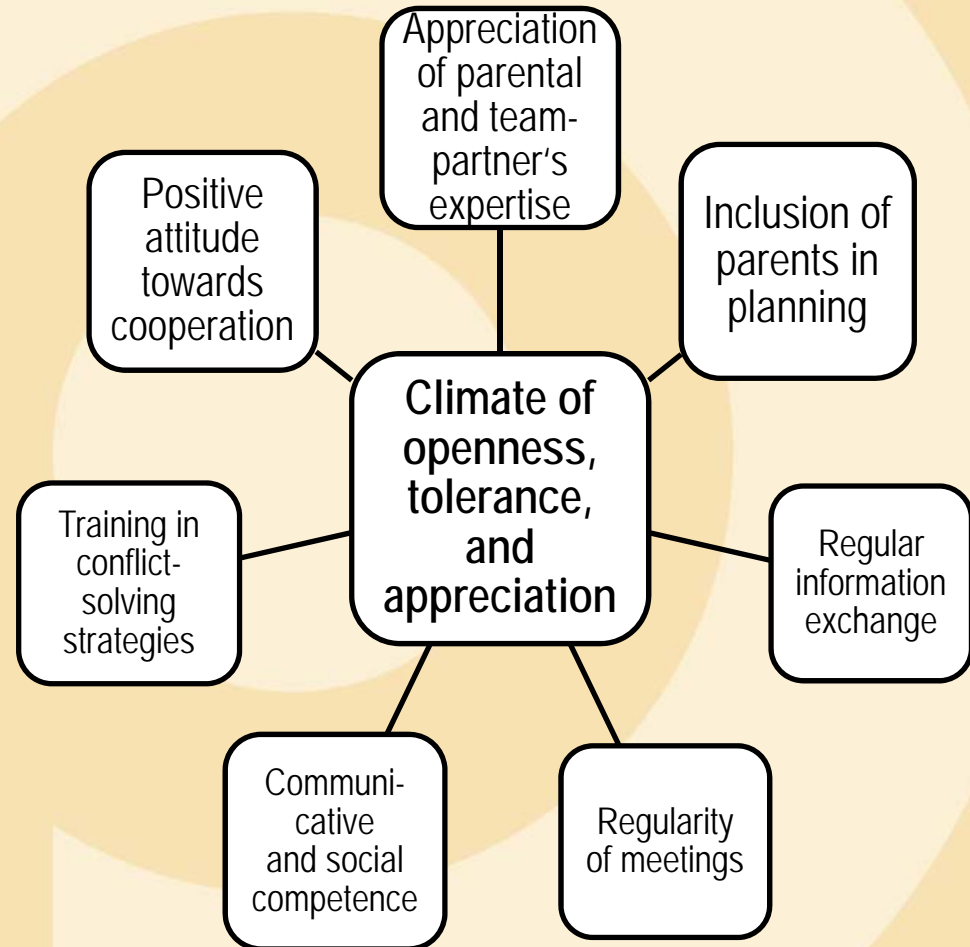 Appreciation
of parental
and team-
partner‘s
expertise
Inclusion of
parents in
planning
Regular
information
exchange
Regularity
of meetings
Communi-
cative
and social
competence
Training in
conflict-
solving
strategies
Positive
attitude
towards
cooperation
Climate of
openness,
tolerance,
and
appreciation